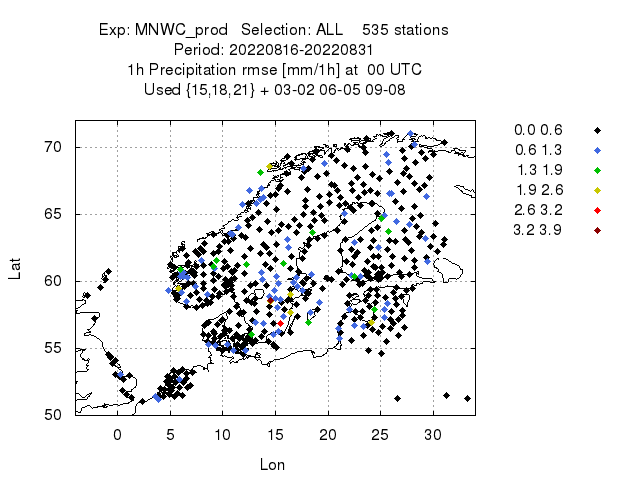 Exp: MNWC_prod   Selection: ALL    535 stations
Period: 20220816-20220831
1h Precipitation rmse [mm/1h] at  00 UTC
Used {15,18,21} + 03-02 06-05 09-08
0.0 0.6
0.6 1.3
1.3 1.9
1.9 2.6
2.6 3.2
3.2 3.9
70
65
60
55
50
Lat
0 5 10 15 20 25 30
Lon